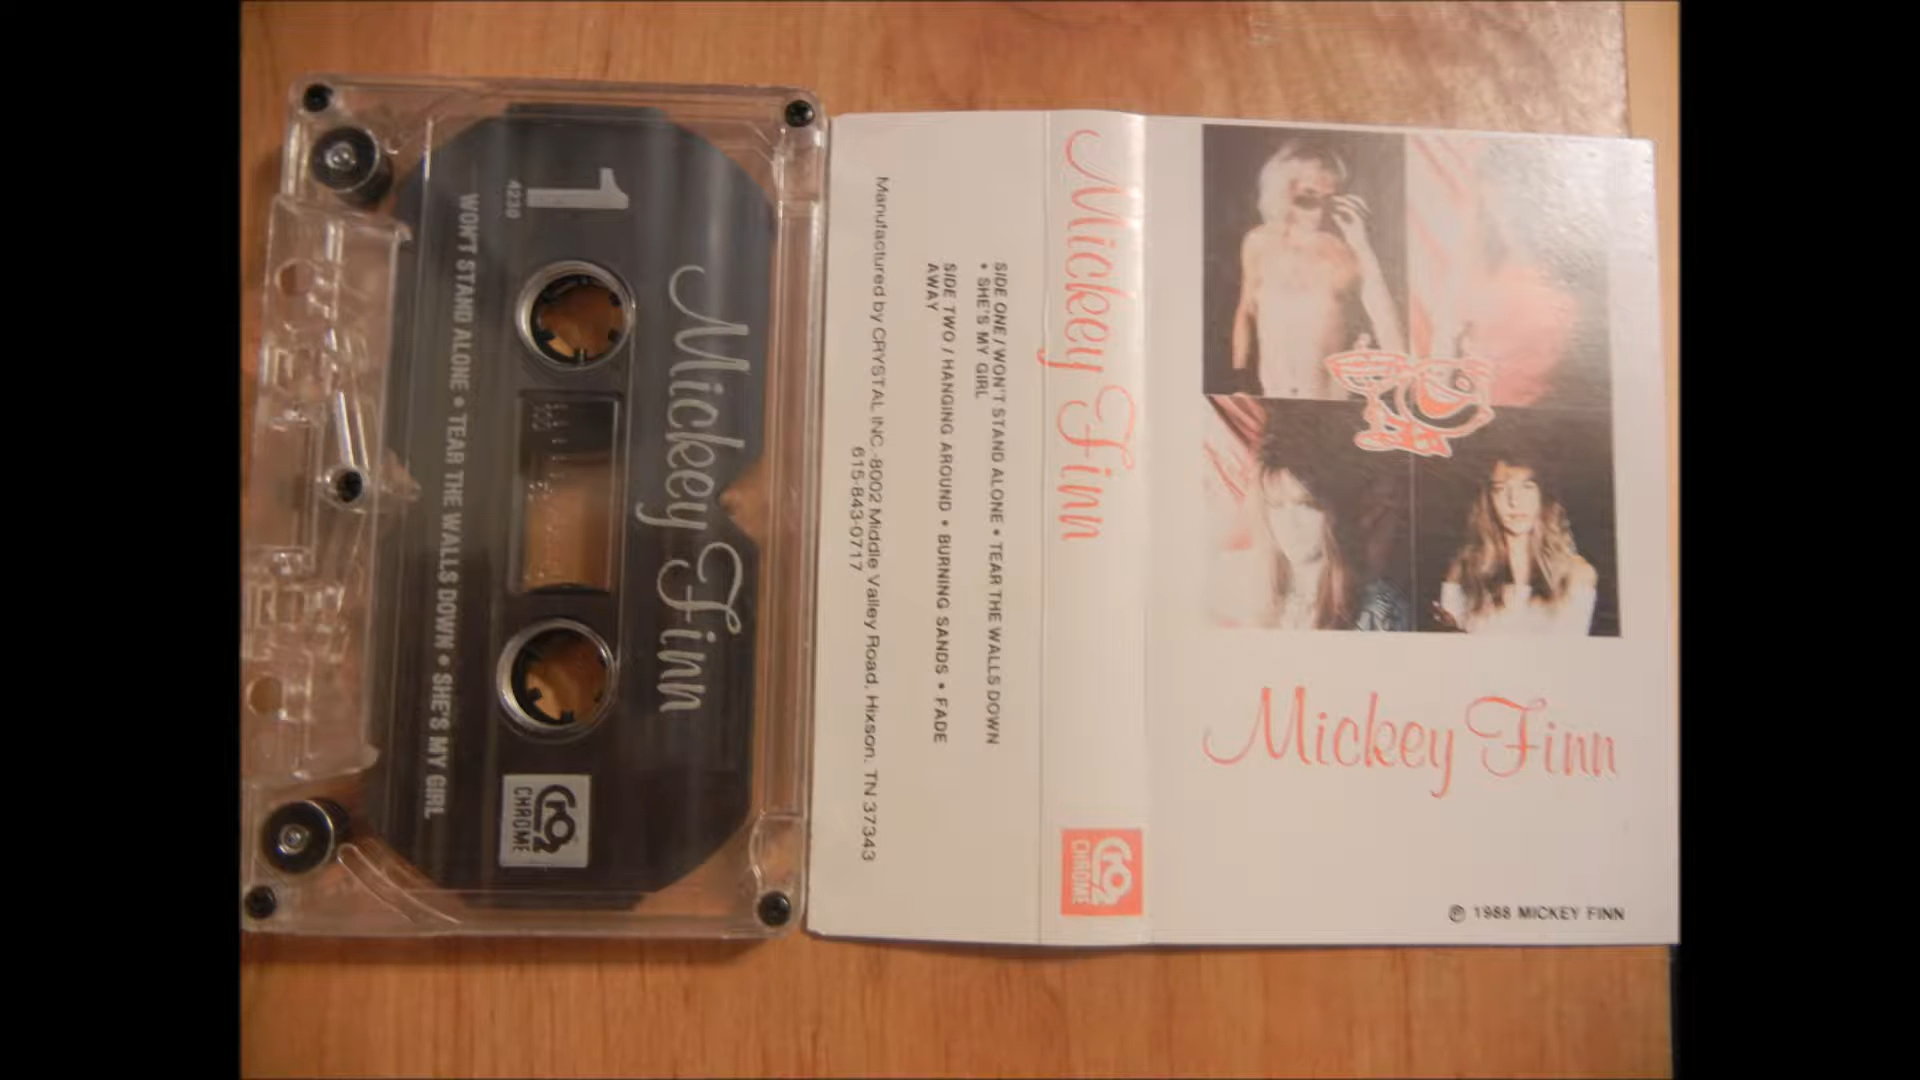 1
4230
Mickey Finn
WON'T STAND ALONE • TEAR THE WALLS DOWN • SHE'S MY GIRL
CrO2
CHROME
SIDE ONE / WON'T STAND ALONE • TEAR THE WALLS DOWN
• SHE'S MY GIRL
SIDE TWO / HANGING AROUND • BURNING SANDS • FADE
AWAY
Manufactured by CRYSTAL INC.-8002 Middle Valley Road, Hixson, TN 37343
615-843-0717
Mickey Finn
CrO2
CHROME
Mickey Finn
℗ 1988 MICKEY FINN